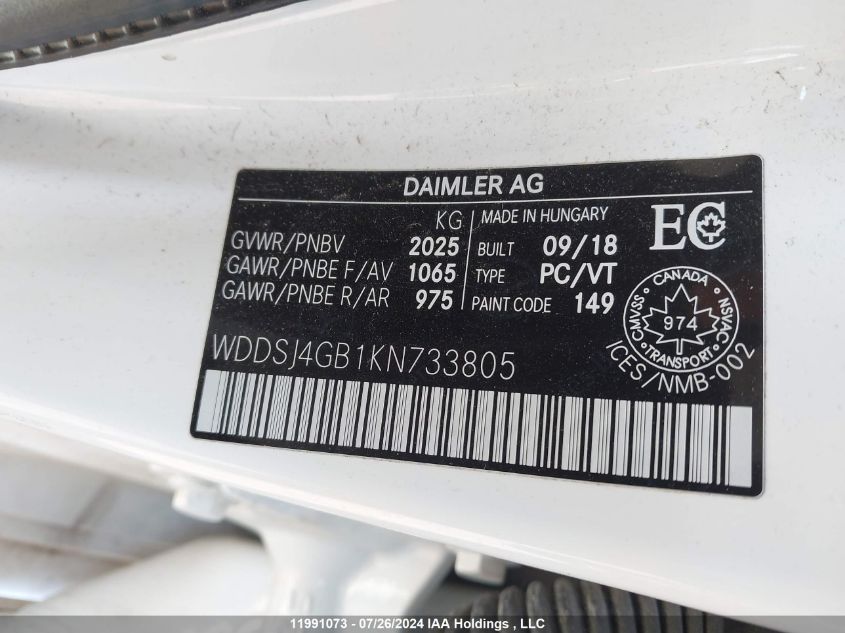 DAIMLER AG
KG
GVWR/PNBV 2025
GAWR/PNBE F/AV 1065
GAWR/PNBE R/AR 975
MADE IN HUNGARY
BUILT 09/18
TYPE PC/VT
PAINT CODE 149
EC
CANADA
CMVSS 974 NSVAC
TRANSPORT
ICES/NMB-002
WDDSJ4GB1KN733805
11991073 - 07/26/2024 IAA Holdings , LLC